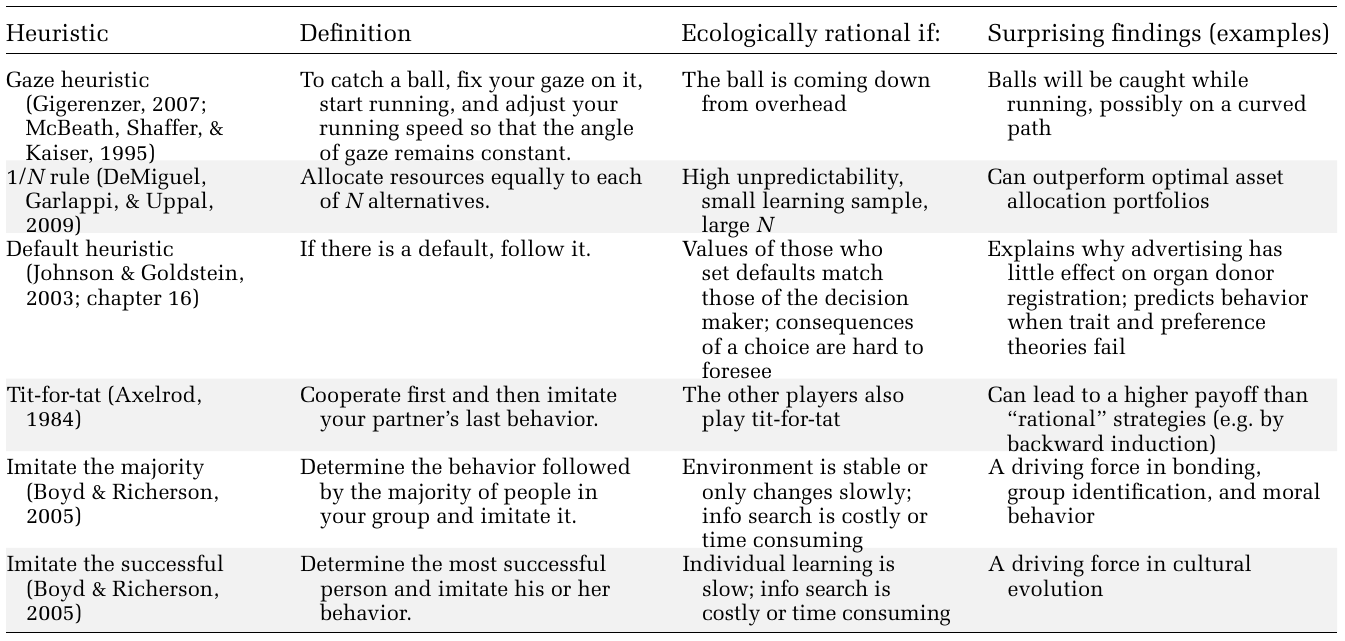 Heuristic
Definition
Ecologically rational if:
Surprising findings (examples)
Gaze heuristic
(Gigerenzer, 2007;
McBeath, Shaffer, &
Kaiser, 1995)
To catch a ball, fix your gaze on it,
start running, and adjust your
running speed so that the angle
of gaze remains constant.
The ball is coming down
from overhead
Balls will be caught while
running, possibly on a curved
path
1/N rule (DeMiguel,
Garlappi, & Uppal,
2009)
Allocate resources equally to each
of N alternatives.
High unpredictability,
small learning sample,
large N
Can outperform optimal asset
allocation portfolios
Default heuristic
(Johnson & Goldstein,
2003; chapter 16)
If there is a default, follow it.
Values of those who
set defaults match
those of the decision
maker; consequences
of a choice are hard to
foresee
Explains why advertising has
little effect on organ donor
registration; predicts behavior
when trait and preference
theories fail
Tit-for-tat (Axelrod,
1984)
Cooperate first and then imitate
your partner's last behavior.
The other players also
play tit-for-tat
Can lead to a higher payoff than
“rational” strategies (e.g. by
backward induction)
Imitate the majority
(Boyd & Richerson,
2005)
Determine the behavior followed
by the majority of people in
your group and imitate it.
Environment is stable or
only changes slowly;
info search is costly or
time consuming
A driving force in bonding,
group identification, and moral
behavior
Imitate the successful
(Boyd & Richerson,
2005)
Determine the most successful
person and imitate his or her
behavior.
Individual learning is
slow; info search is
costly or time consuming
A driving force in cultural
evolution